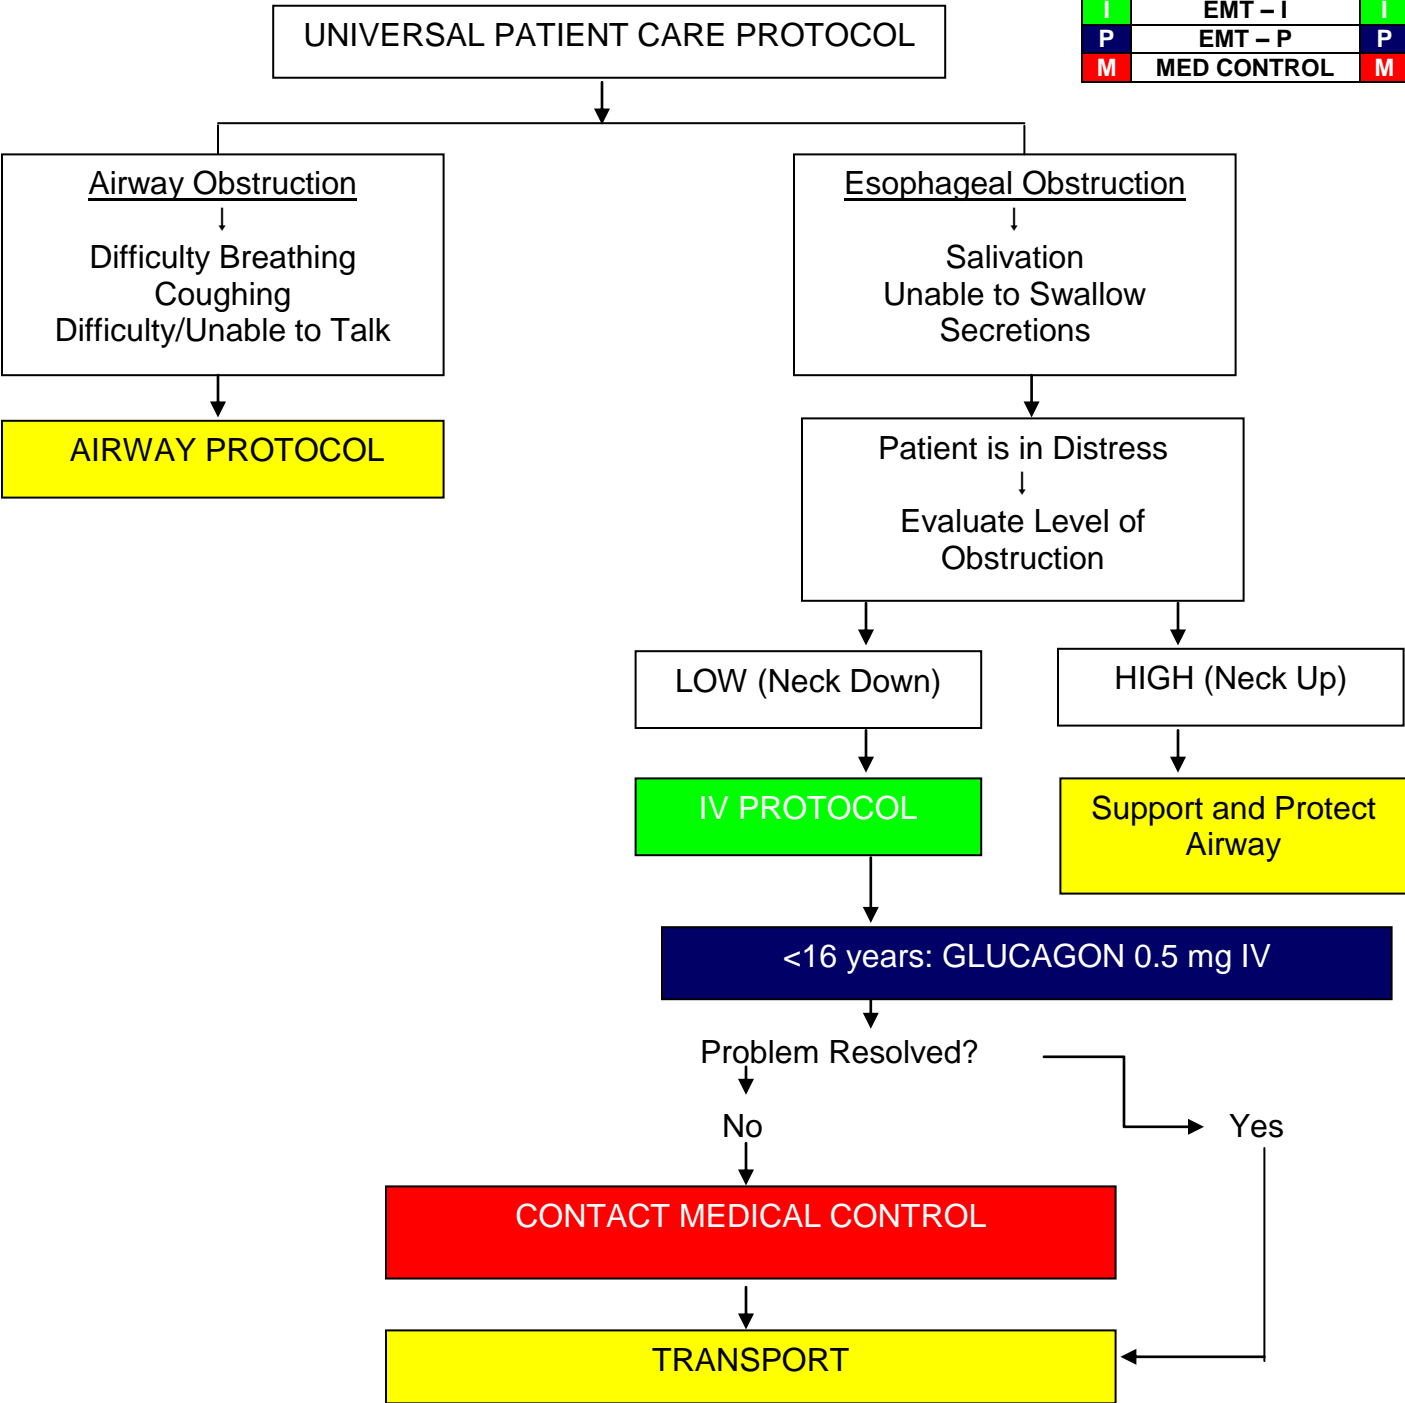 UNIVERSAL PATIENT CARE PROTOCOL
I EMT – I I
P EMT – P P
M MED CONTROL M
Airway Obstruction
Difficulty Breathing
Coughing
Difficulty/Unable to Talk
AIRWAY PROTOCOL
Esophageal Obstruction
Salivation
Unable to Swallow
Secretions
Patient is in Distress
Evaluate Level of
Obstruction
LOW (Neck Down)
HIGH (Neck Up)
IV PROTOCOL
Support and Protect
Airway
<16 years: GLUCAGON 0.5 mg IV
Problem Resolved?
No
Yes
CONTACT MEDICAL CONTROL
TRANSPORT